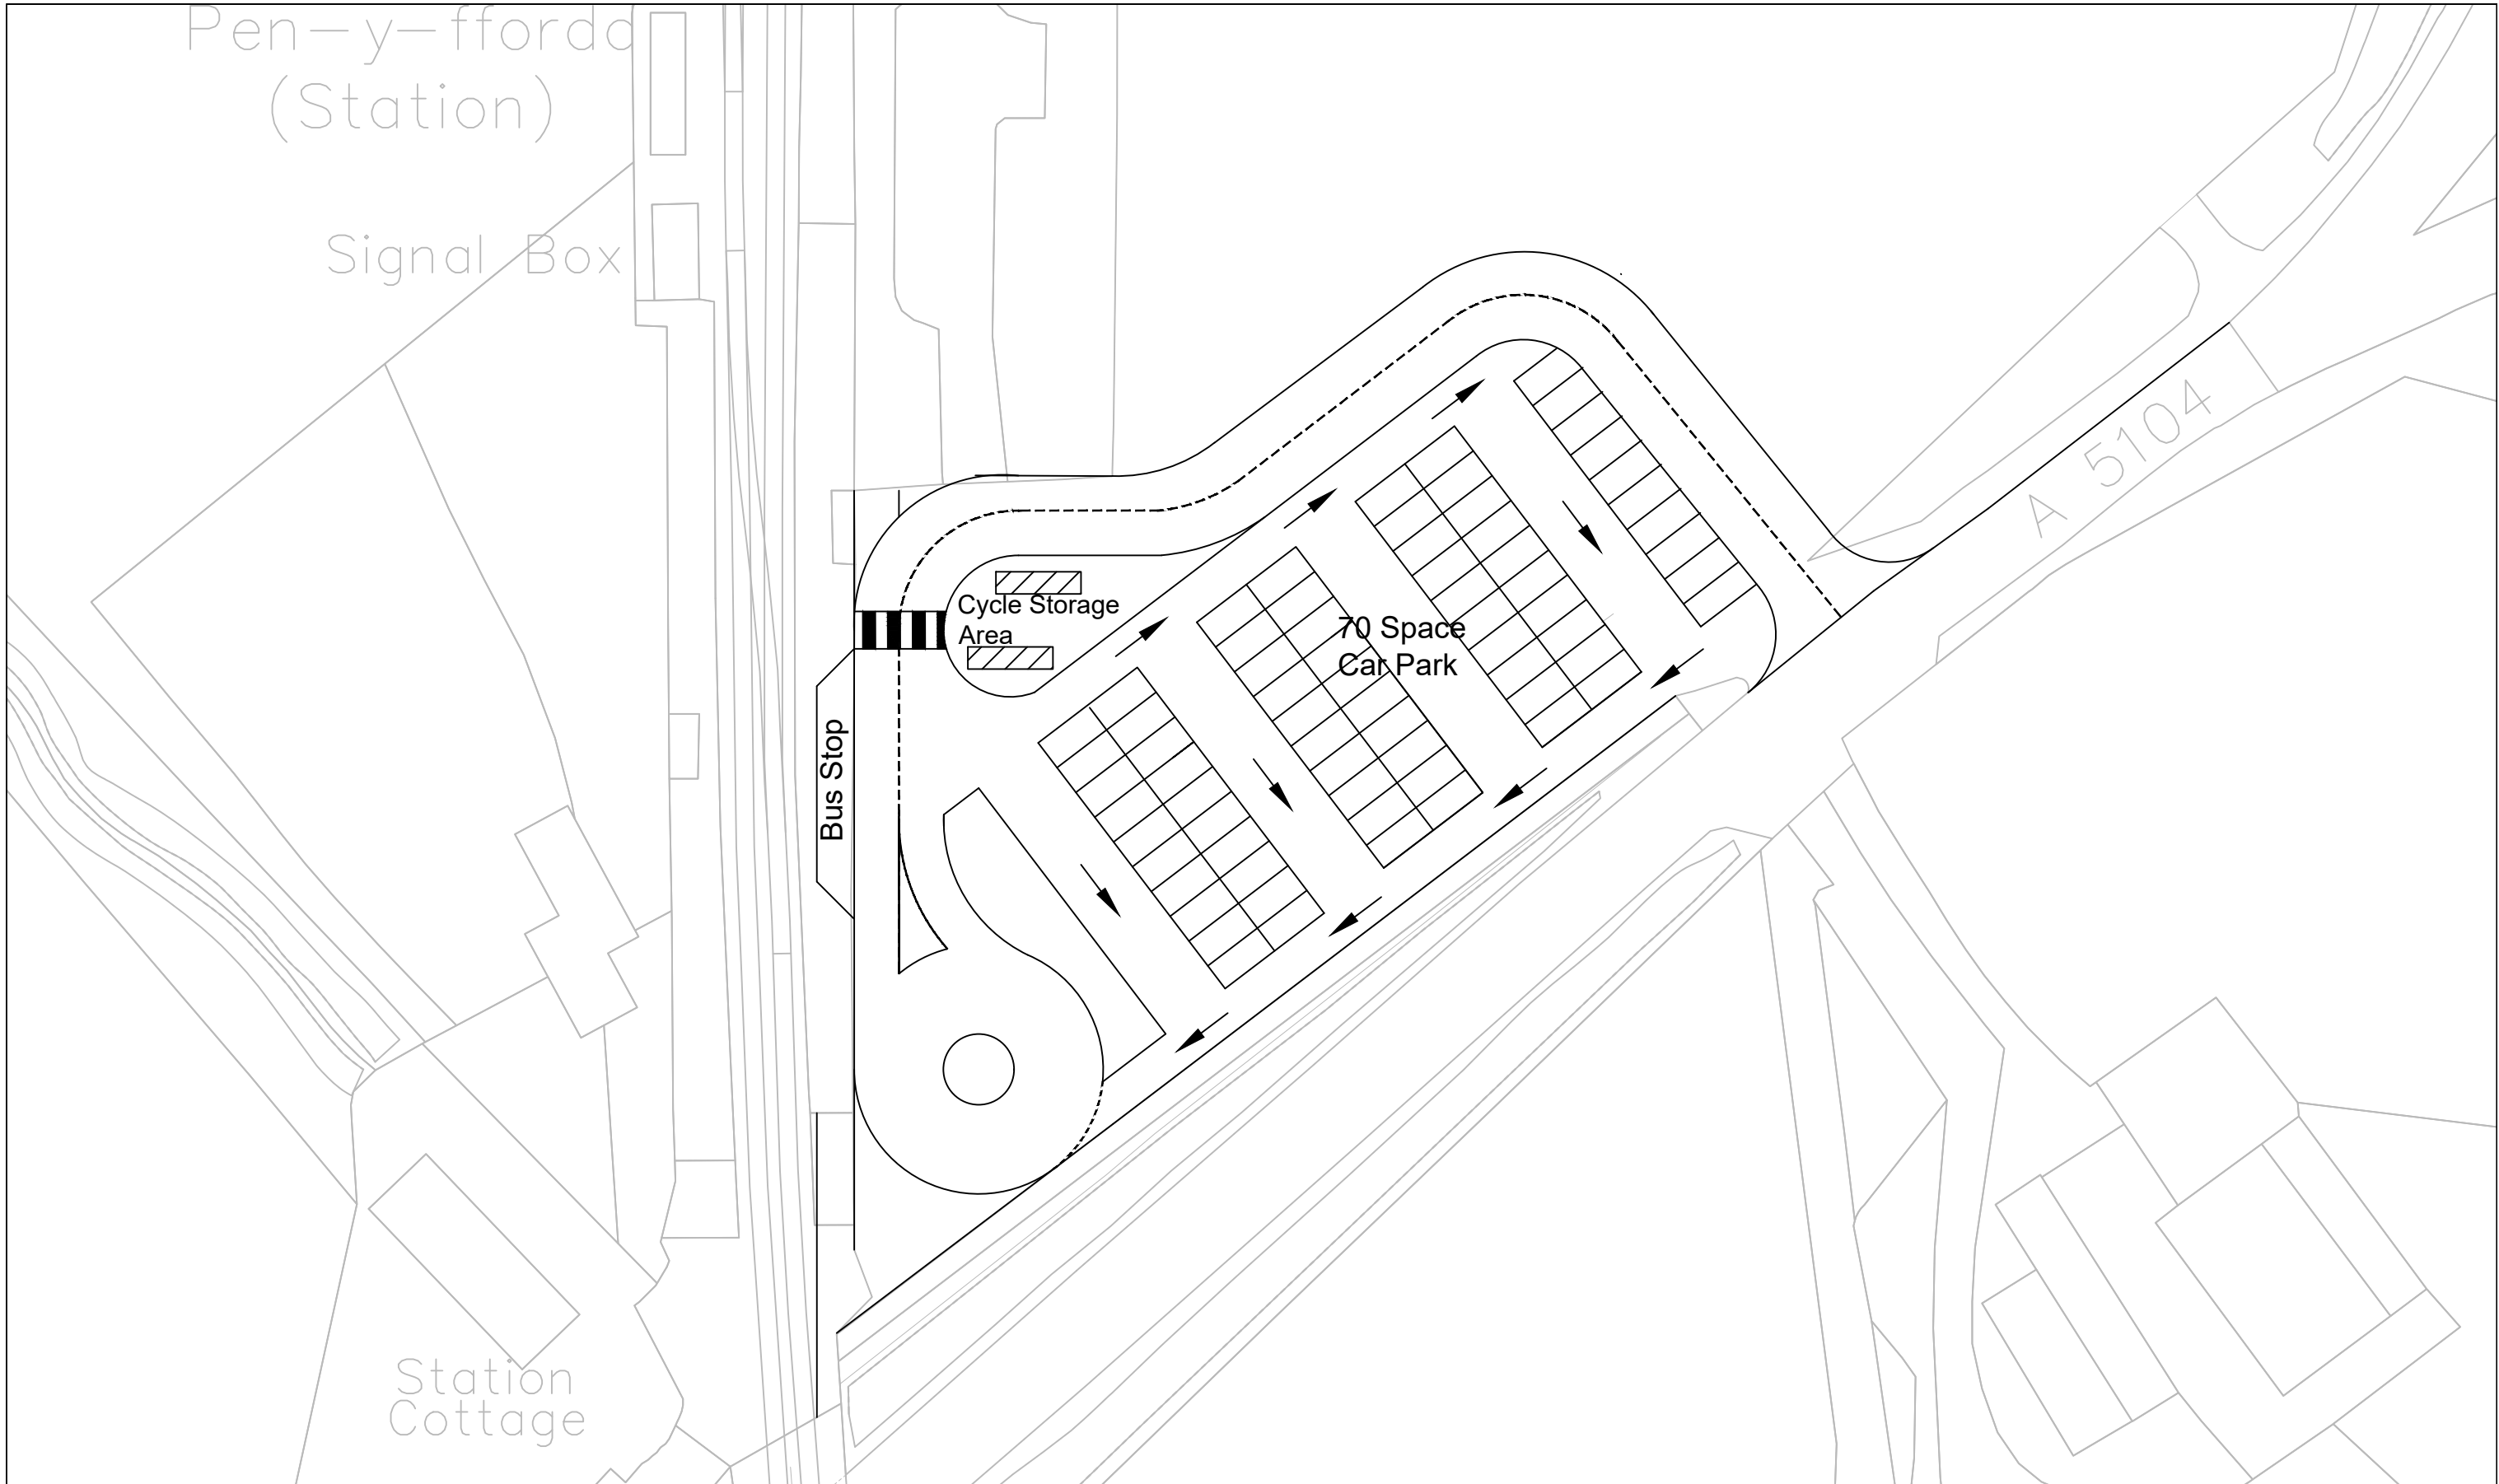 Pen-y-ffordd
(Station)
Signal Box
A 5104
Cycle Storage
Area
70 Space
Car Park
Bus Stop
Station
Cottage